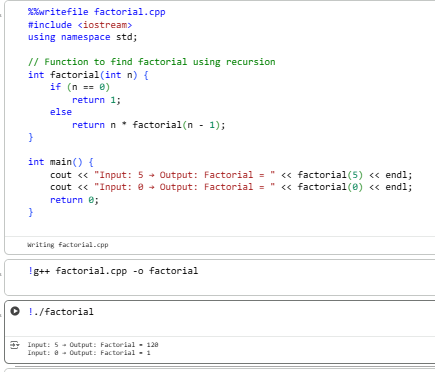 %%writefile factorial.cpp
#include <iostream>
using namespace std;

// Function to find factorial using recursion
int factorial(int n) {
    if (n == 0)
        return 1;
    else
        return n * factorial(n - 1);
}

int main() {
    cout << "Input: 5 → Output: Factorial = " << factorial(5) << endl;
    cout << "Input: 0 → Output: Factorial = " << factorial(0) << endl;
    return 0;
}
Writing factorial.cpp
!g++ factorial.cpp -o factorial
!./factorial
Input: 5 → Output: Factorial = 120
Input: 0 → Output: Factorial = 1